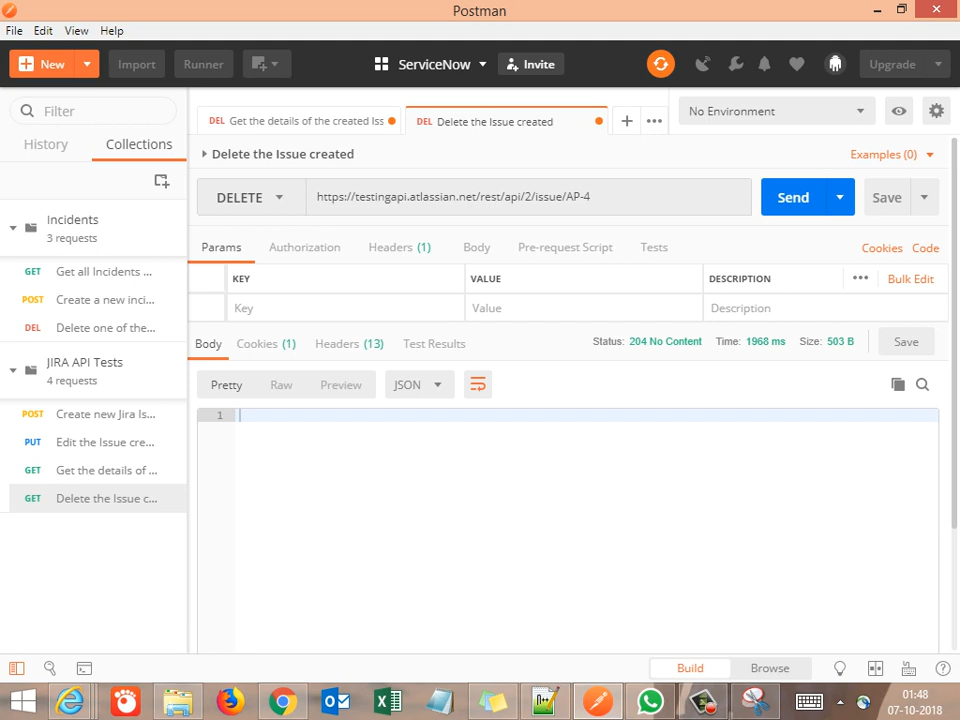 Postman
File Edit View Help
New Import Runner ServiceNow Invite Upgrade
Filter
History Collections
Incidents
3 requests
GET Get all Incidents ...
POST Create a new inci...
DEL Delete one of the...
JIRA API Tests
4 requests
POST Create new Jira Is...
PUT Edit the Issue cre...
GET Get the details of ...
GET Delete the Issue c...
DEL Get the details of the created Iss DEL Delete the Issue created + ••• No Environment
Delete the Issue created Examples (0)
DELETE https://testingapi.atlassian.net/rest/api/2/issue/AP-4 Send Save
Params Authorization Headers (1) Body Pre-request Script Tests Cookies Code
KEY VALUE DESCRIPTION ••• Bulk Edit
Key Value Description
Body Cookies (1) Headers (13) Test Results Status: 204 No Content Time: 1968 ms Size: 503 B Save
Pretty Raw Preview JSON
1
Build Browse
01:48
07-10-2018